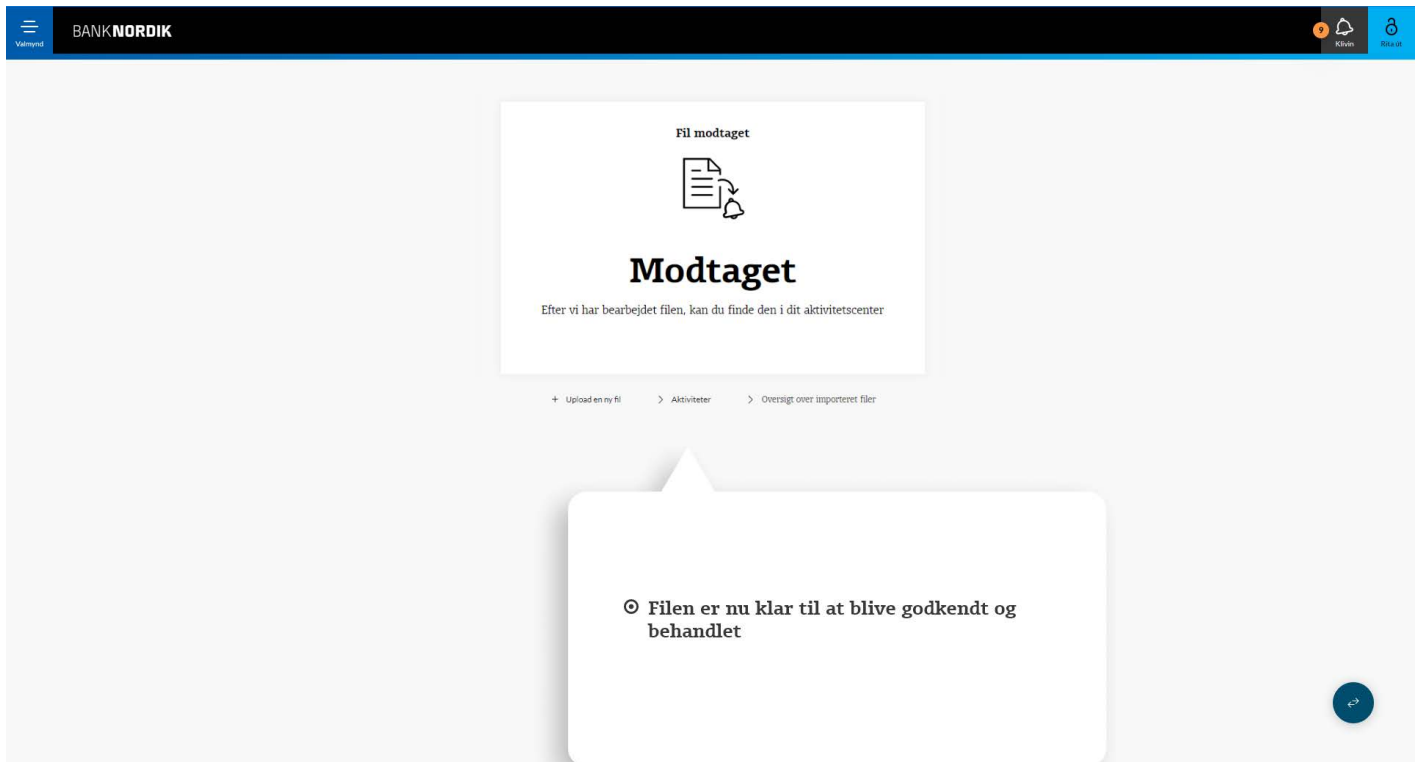 Valmynd
BANKNORDIK
9
Klivin
Rita út
Fil modtaget
Modtaget
Efter vi har bearbejdet filen, kan du finde den i dit aktivitetscenter
+ Upload en ny fil > Aktiviteter > Oversigt over importeret filer
Filen er nu klar til at blive godkendt og
behandlet